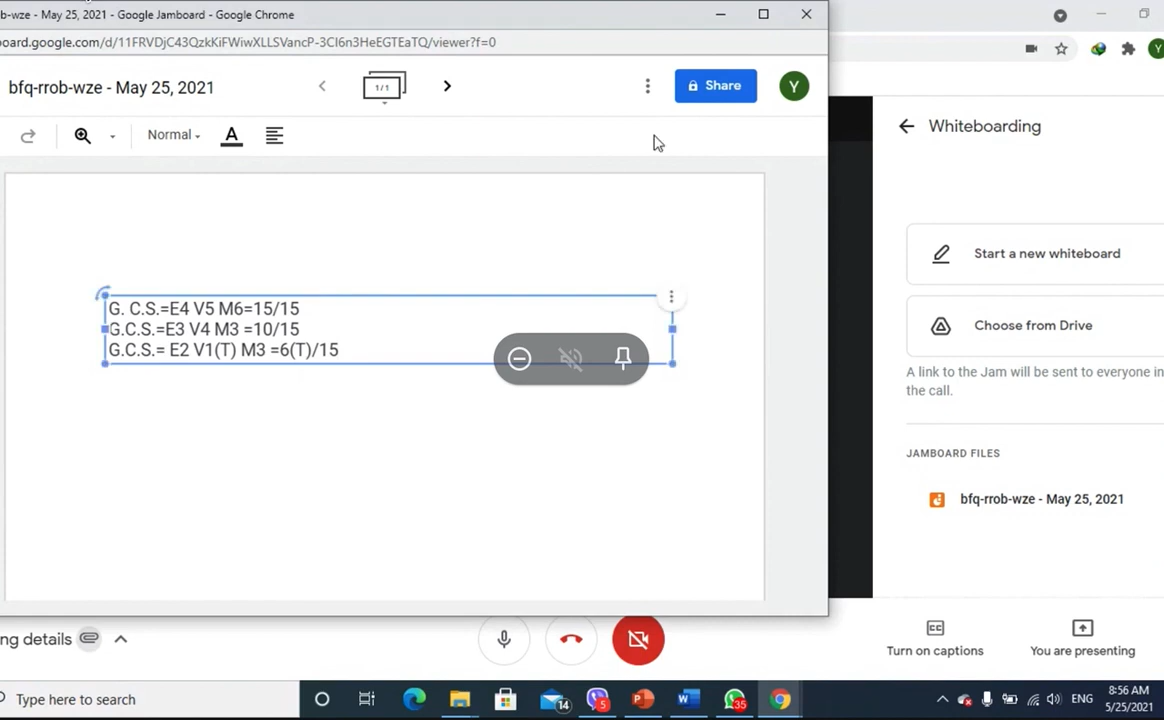 b-wze - May 25, 2021 - Google Jamboard - Google Chrome
board.google.com/d/11FRVDjC43QzkKiFWiwXLLSVancP-3CI6n3HeEGTEaTQ/viewer?f=0
bfq-rrob-wze - May 25, 2021
1/1
Share
Y
Y
Normal
A
Whiteboarding
G. C.S.=E4 V5 M6=15/15
G.C.S.=E3 V4 M3 =10/15
G.C.S.= E2 V1(T) M3 =6(T)/15
Start a new whiteboard
Choose from Drive
A link to the Jam will be sent to everyone in
the call.
JAMBOARD FILES
bfq-rrob-wze - May 25, 2021
ng details
CC
Turn on captions
You are presenting
Type here to search
14
5
35
ENG
8:56 AM
5/25/2021